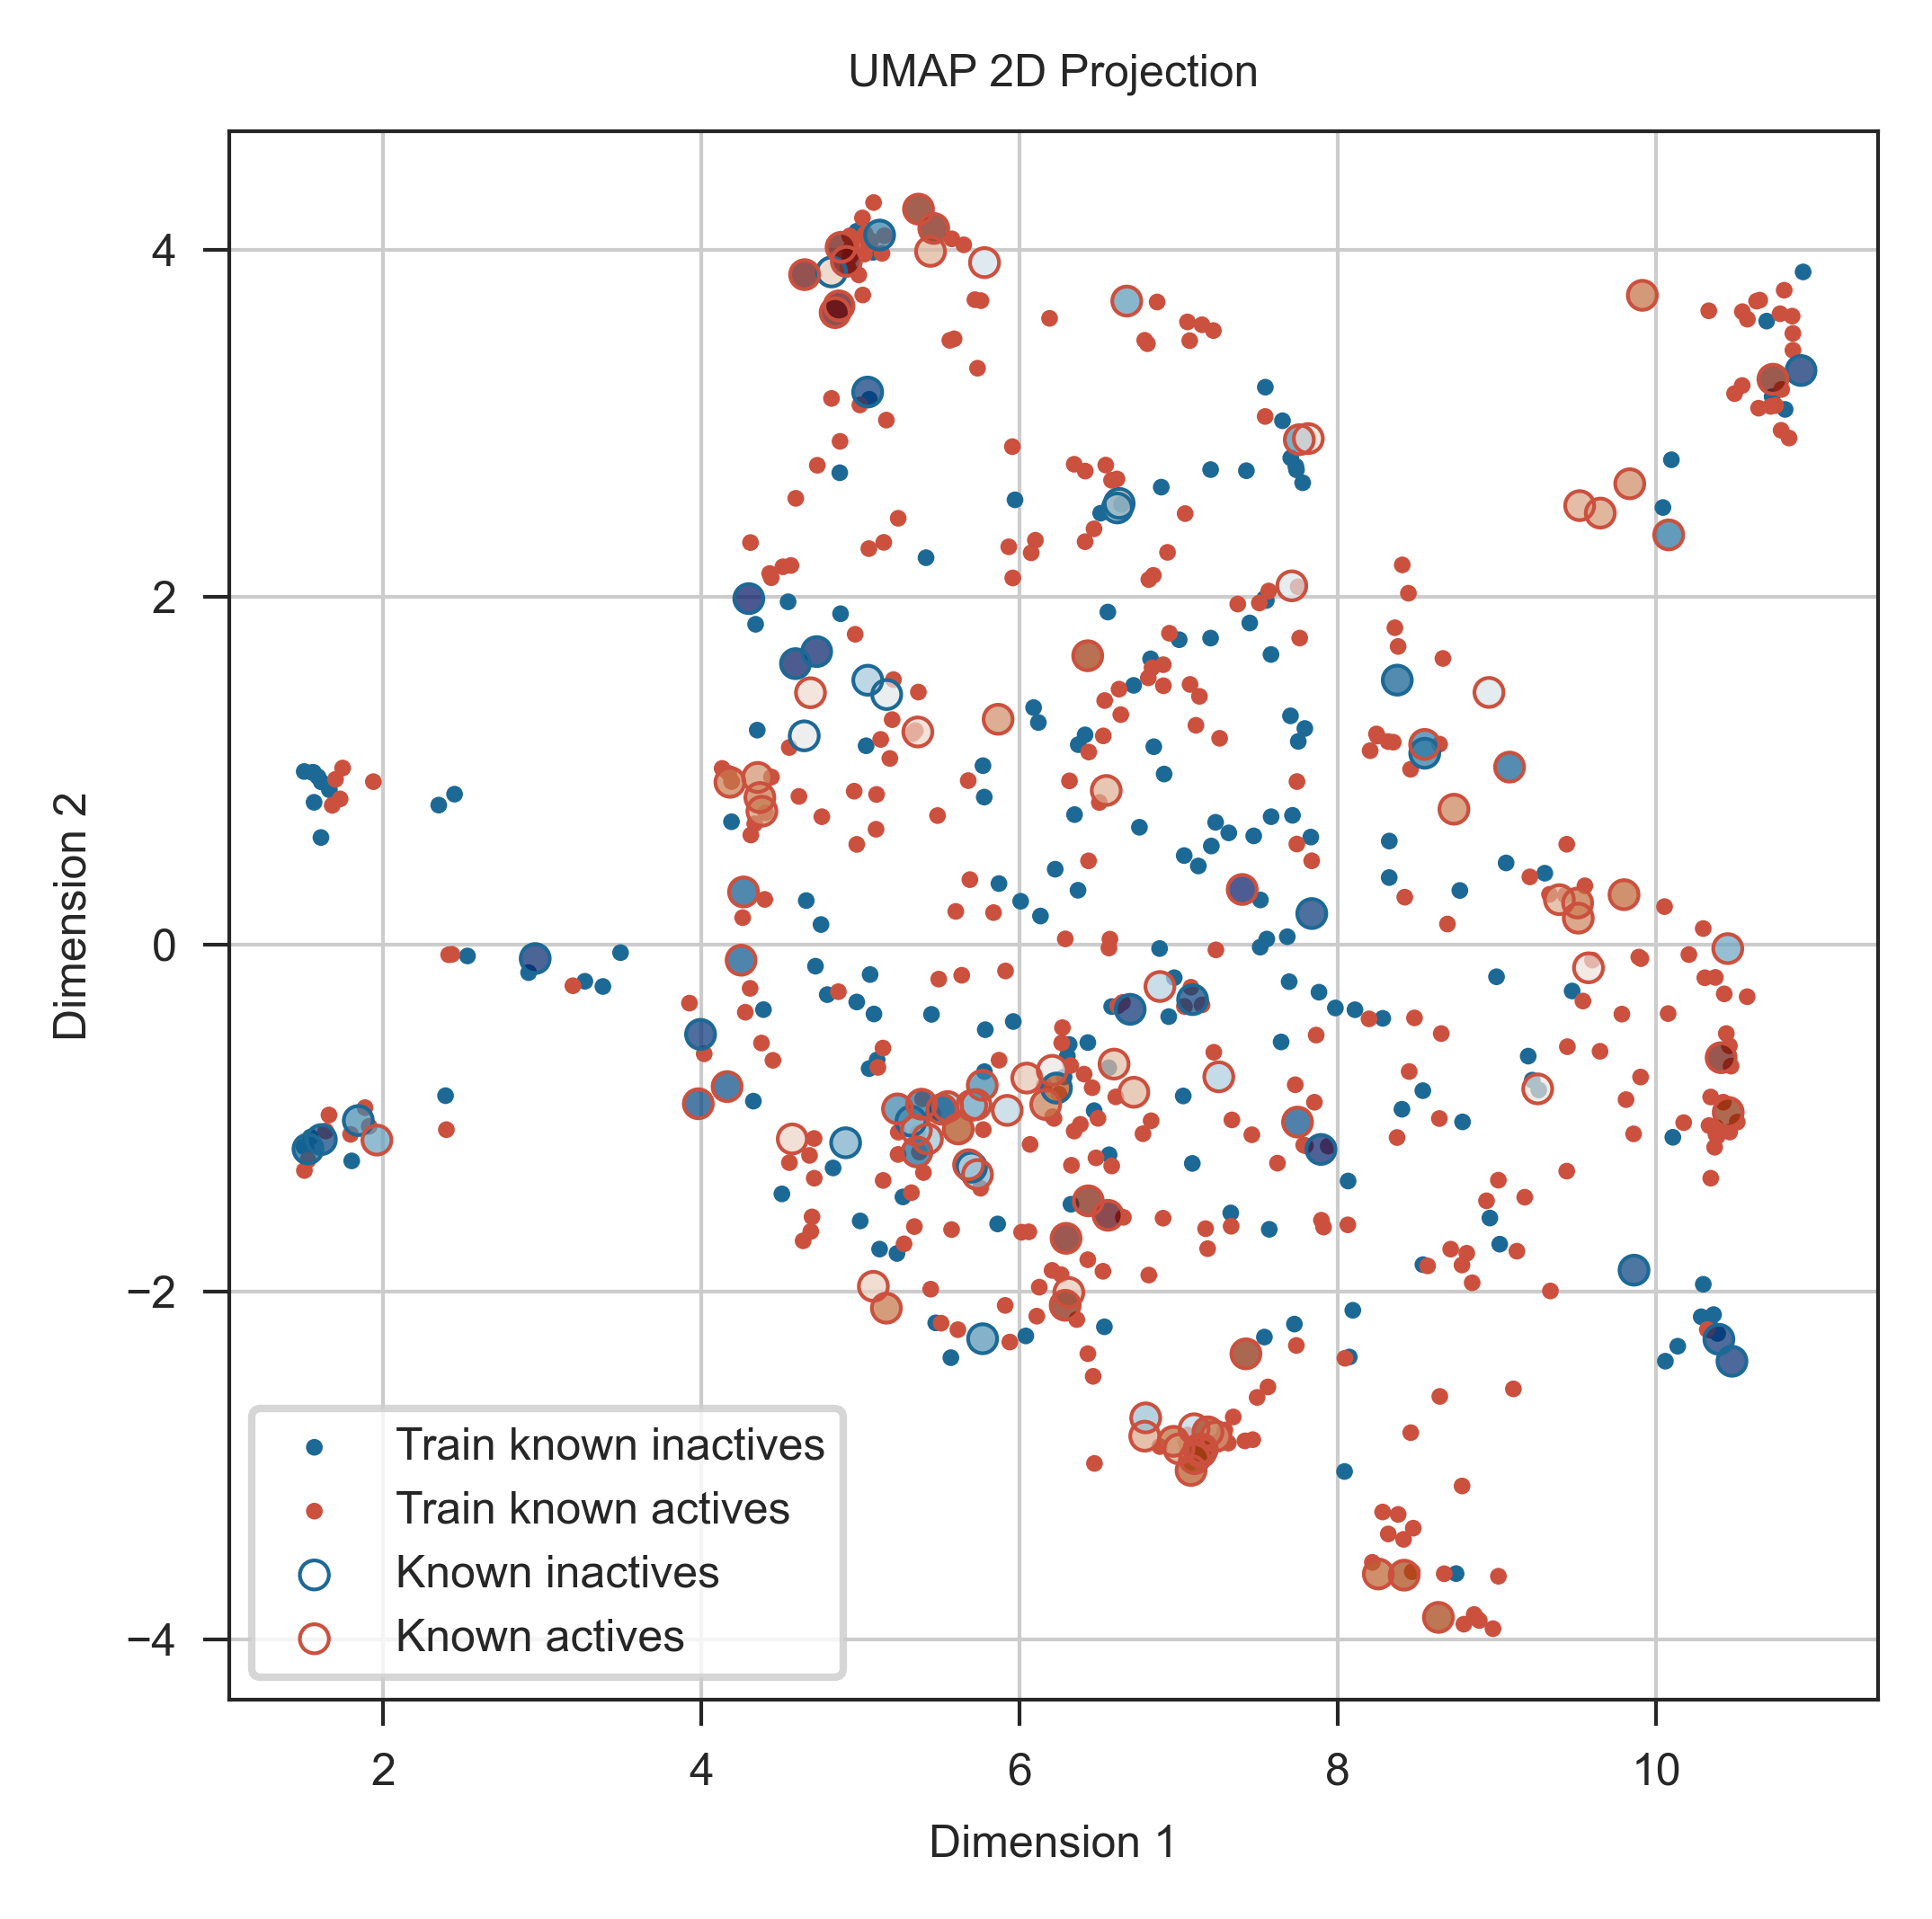 UMAP 2D Projection
4
2
0
−2
−4
Dimension 2
Train known inactives
Train known actives
Known inactives
Known actives
2 4 6 8 10
Dimension 1